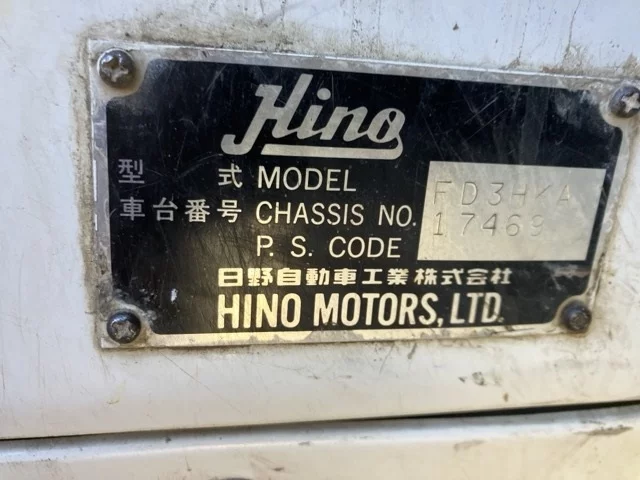 Hino
型 式 MODEL FD3HKA
車台番号 CHASSIS NO. 17469
P. S. CODE
日野自動車工業株式会社
HINO MOTORS, LTD.